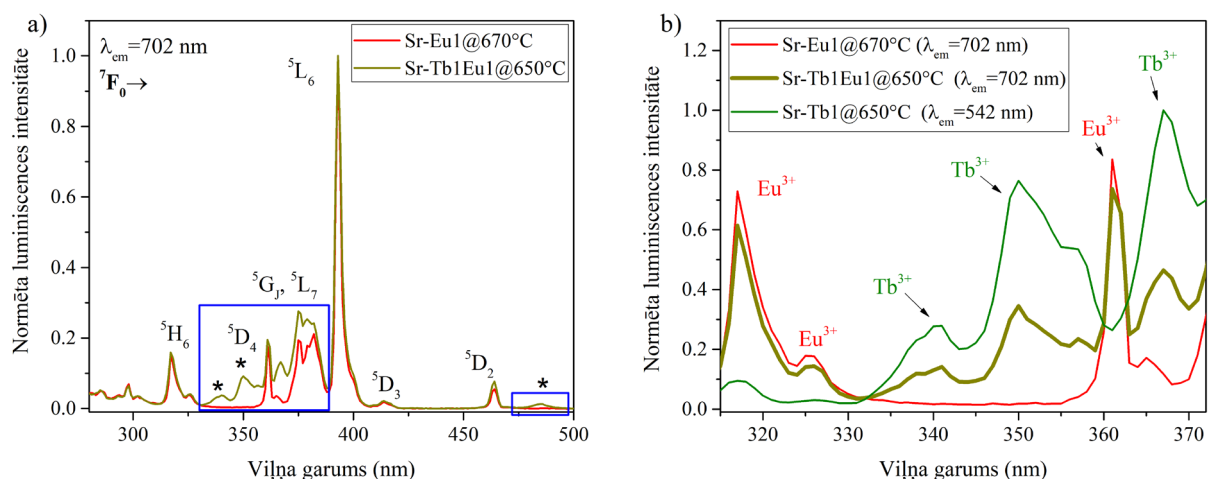 a)
λem=702 nm
⁷F₀→
Sr-Eu1@670°C
Sr-Tb1Eu1@650°C
⁵L₆
⁵G_J, ⁵L₇
⁵H₆
⁵D₄
*
*
⁵D₃
⁵D₂
*
Normēta luminiscences intensitāte
1.0
0.8
0.6
0.4
0.2
0.0
300
350
400
450
500
Viļņa garums (nm)
b)
Sr-Eu1@670°C (λem=702 nm)
Sr-Tb1Eu1@650°C (λem=702 nm)
Sr-Tb1@650°C (λem=542 nm)
Tb³⁺
Eu³⁺
Tb³⁺
Eu³⁺
Tb³⁺
Eu³⁺
Normēta luminiscences intensitāte
1.2
1.0
0.8
0.6
0.4
0.2
0.0
320
330
340
350
360
370
Viļņa garums (nm)